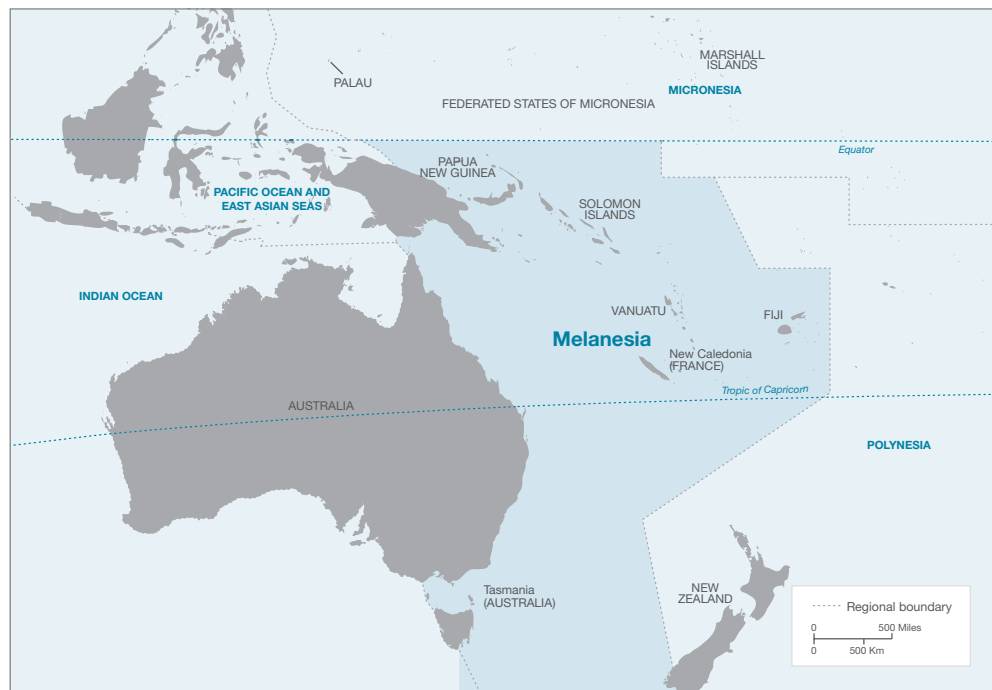 MARSHALL
ISLANDS
PALAU
MICRONESIA
FEDERATED STATES OF MICRONESIA
Equator
PAPUA
NEW GUINEA
PACIFIC OCEAN AND
EAST ASIAN SEAS
SOLOMON
ISLANDS
INDIAN OCEAN
VANUATU
FIJI
Melanesia
New Caledonia
(FRANCE)
Tropic of Capricorn
AUSTRALIA
POLYNESIA
Tasmania
(AUSTRALIA)
NEW
ZEALAND
Regional boundary
0 500 Miles
0 500 Km